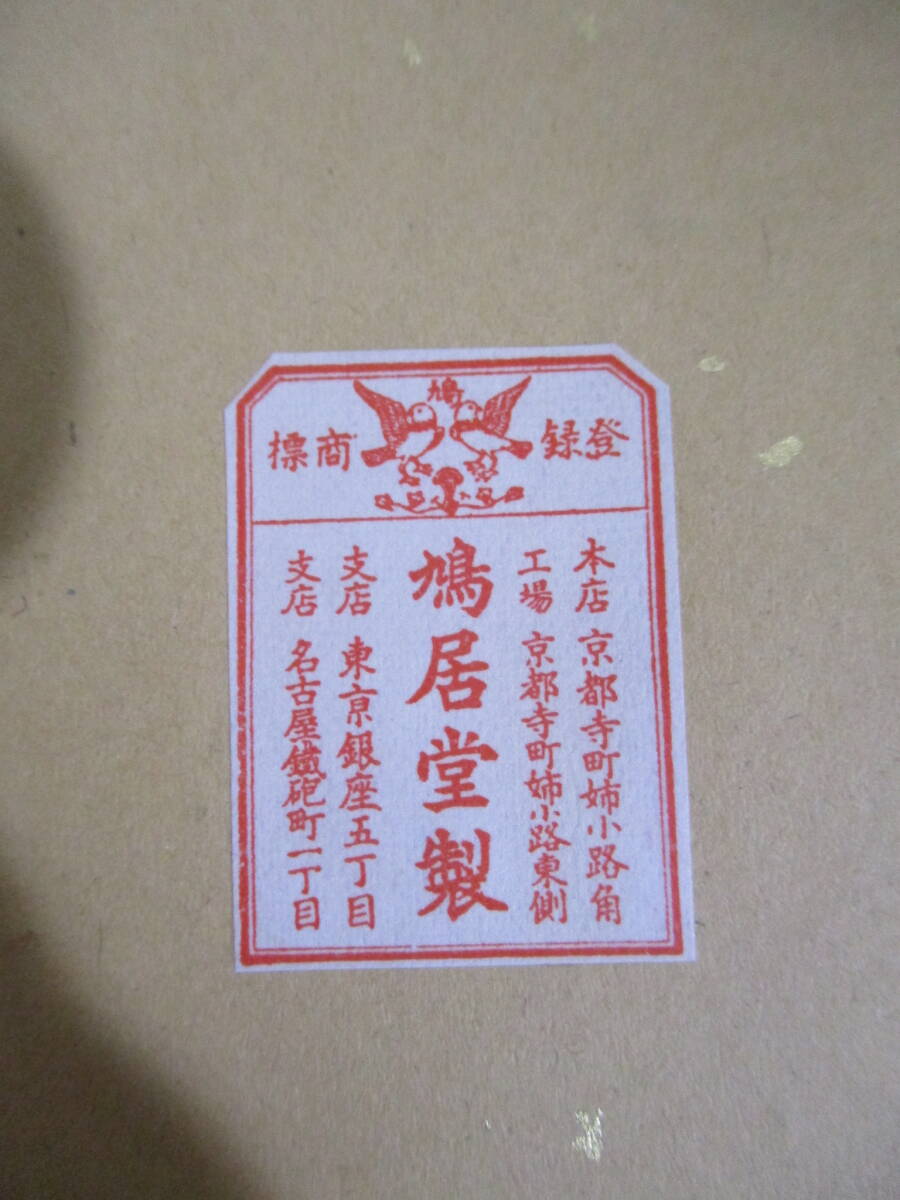 登録商標
鳩
本店 京都寺町姉小路角
工場 京都寺町姉小路東側
鳩居堂製
支店 東京銀座五丁目
支店 名古屋鐵砲町一丁目